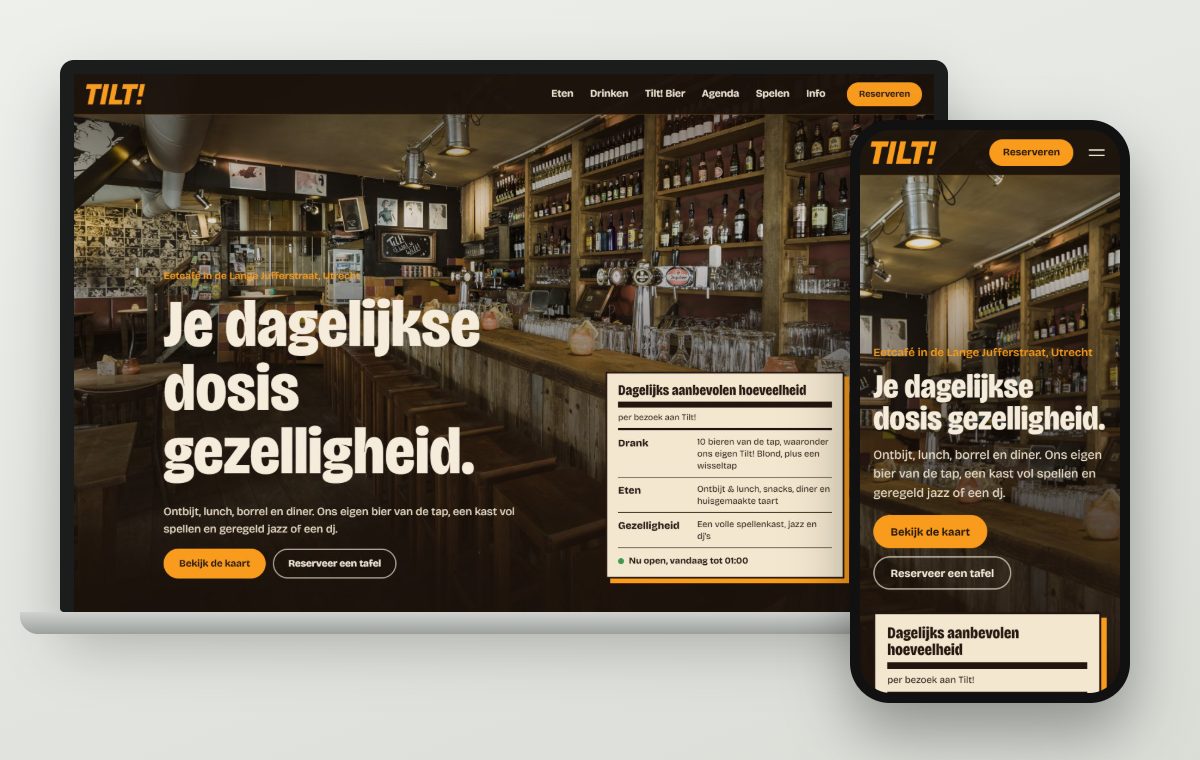 TILT!
Eten Drinken Tilt! Bier Agenda Spelen Info Reserveren
Eetcafé in de Lange Jufferstraat, Utrecht
Je dagelijkse
dosis
gezelligheid.
Ontbijt, lunch, borrel en diner. Ons eigen bier van de tap, een kast vol
spellen en geregeld jazz of een dj.
Bekijk de kaart
Reserveer een tafel
Dagelijks aanbevolen hoeveelheid
per bezoek aan Tilt!
Drank
10 bieren van de tap, waaronder
ons eigen Tilt! Blond, plus een
wisseltap
Eten
Ontbijt & lunch, snacks, diner en
huisgemaakte taart
Gezelligheid
Een volle spellenkast, jazz en
dj's
Nu open, vandaag tot 01:00
TILT!
Reserveren
Eetcafé in de Lange Jufferstraat, Utrecht
Je dagelijkse
dosis gezelligheid.
Ontbijt, lunch, borrel en diner. Ons eigen
bier van de tap, een kast vol spellen en
geregeld jazz of een dj.
Bekijk de kaart
Reserveer een tafel
Dagelijks aanbevolen
hoeveelheid
per bezoek aan Tilt!